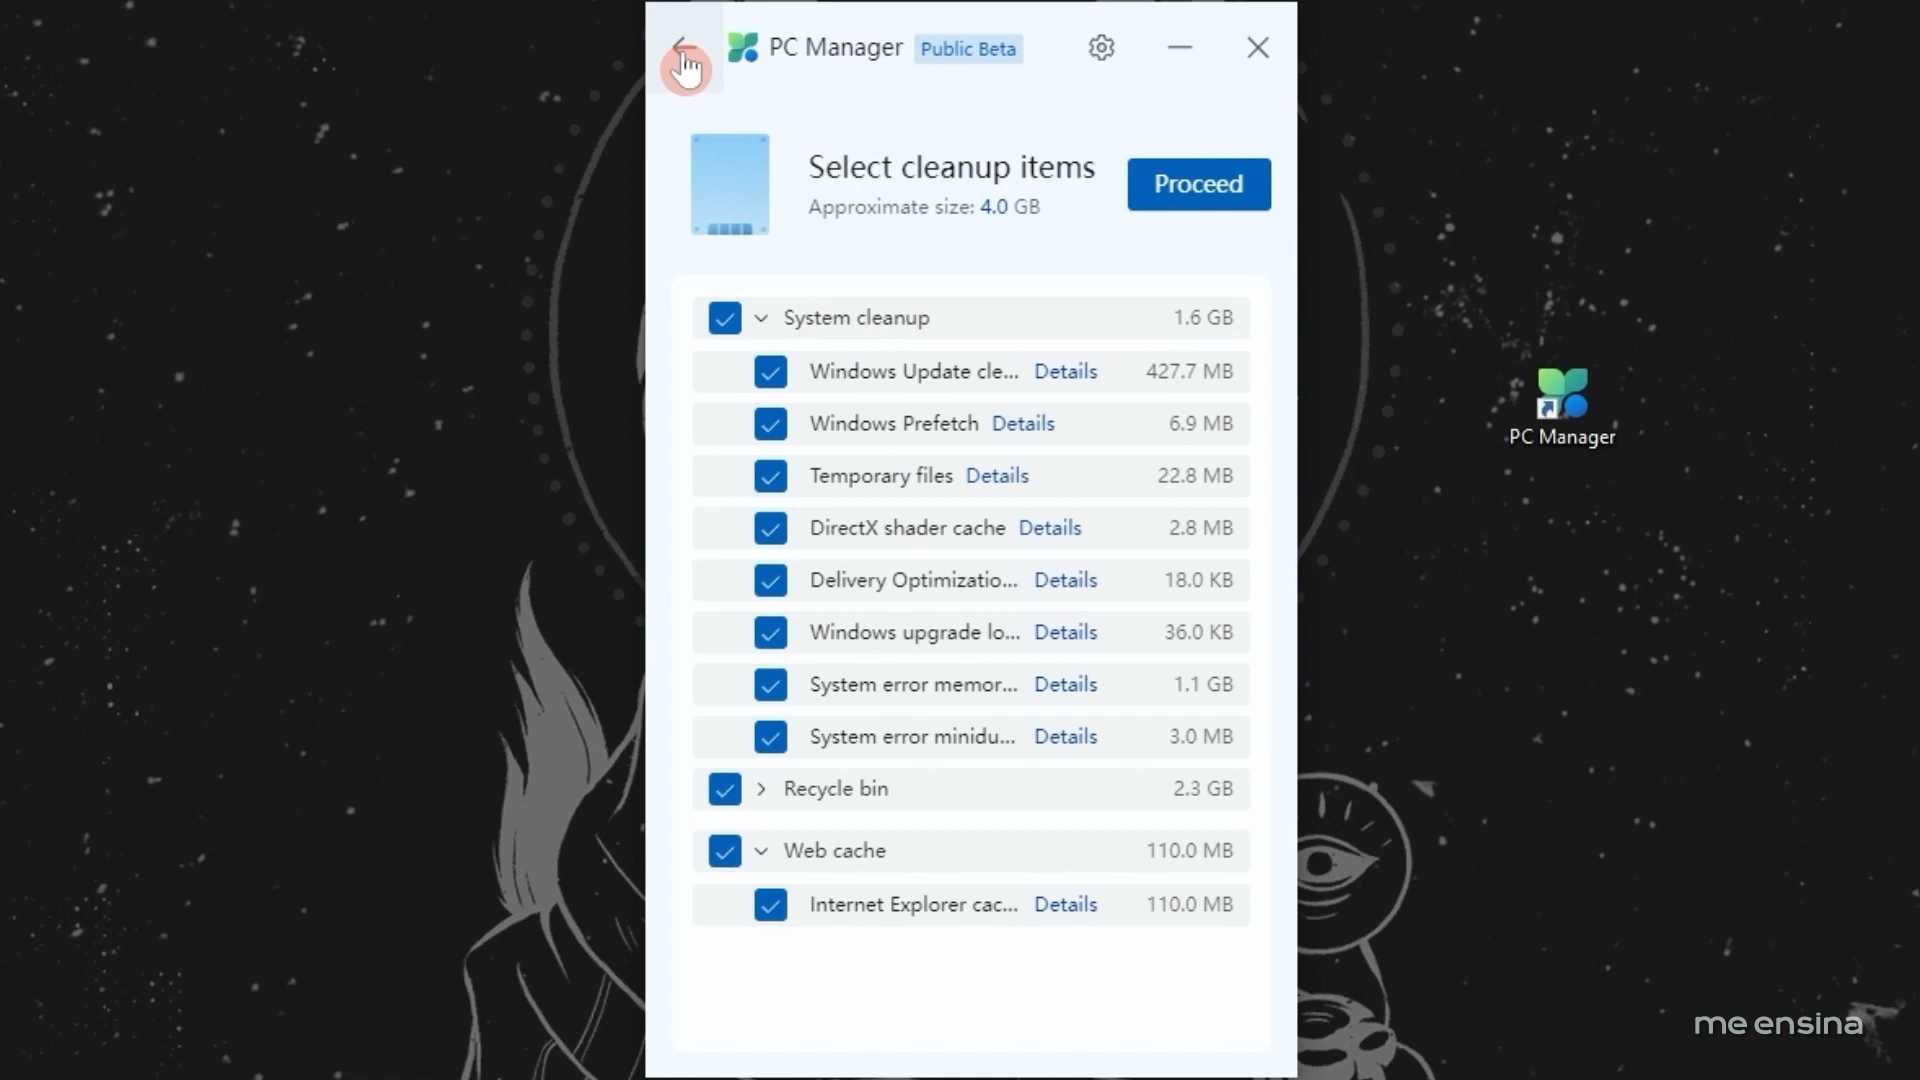 PC Manager Public Beta
Select cleanup items
Approximate size: 4.0 GB
Proceed
System cleanup 1.6 GB
Windows Update cle... Details 427.7 MB
Windows Prefetch Details 6.9 MB
Temporary files Details 22.8 MB
DirectX shader cache Details 2.8 MB
Delivery Optimizatio... Details 18.0 KB
Windows upgrade lo... Details 36.0 KB
System error memor... Details 1.1 GB
System error minidu... Details 3.0 MB
Recycle bin 2.3 GB
Web cache 110.0 MB
Internet Explorer cac... Details 110.0 MB
PC Manager
me ensina